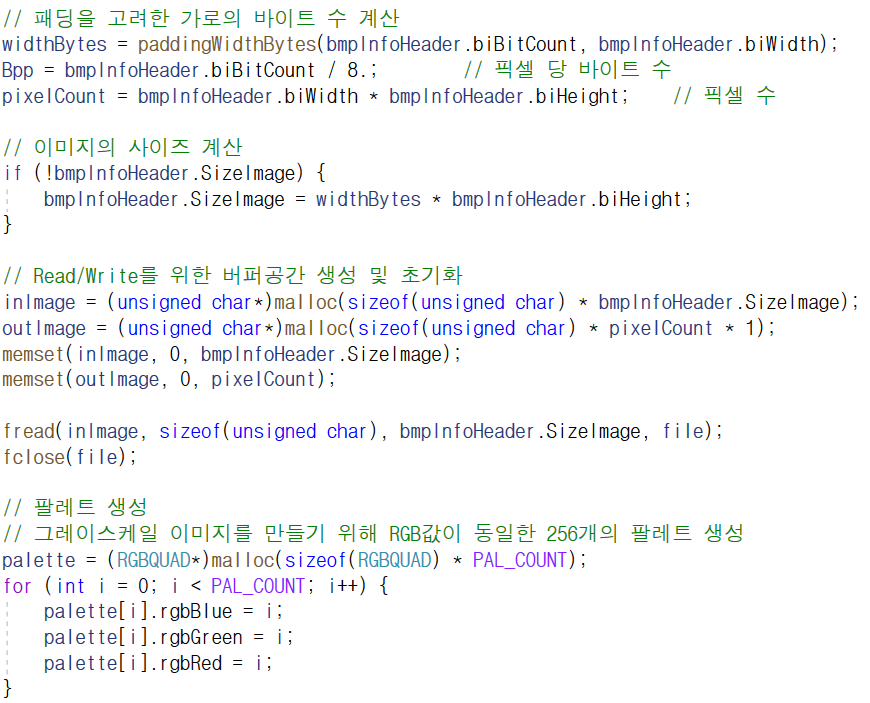 // 패딩을 고려한 가로의 바이트 수 계산
widthBytes = paddingWidthBytes(bmpInfoHeader.biBitCount, bmpInfoHeader.biWidth);
Bpp = bmpInfoHeader.biBitCount / 8.;        // 픽셀 당 바이트 수
pixelCount = bmpInfoHeader.biWidth * bmpInfoHeader.biHeight;    // 픽셀 수

// 이미지의 사이즈 계산
if (!bmpInfoHeader.SizeImage) {
    bmpInfoHeader.SizeImage = widthBytes * bmpInfoHeader.biHeight;
}

// Read/Write를 위한 버퍼공간 생성 및 초기화
inImage = (unsigned char*)malloc(sizeof(unsigned char) * bmpInfoHeader.SizeImage);
outImage = (unsigned char*)malloc(sizeof(unsigned char) * pixelCount * 1);
memset(inImage, 0, bmpInfoHeader.SizeImage);
memset(outImage, 0, pixelCount);

fread(inImage, sizeof(unsigned char), bmpInfoHeader.SizeImage, file);
fclose(file);

// 팔레트 생성
// 그레이스케일 이미지를 만들기 위해 RGB값이 동일한 256개의 팔레트 생성
palette = (RGBQUAD*)malloc(sizeof(RGBQUAD) * PAL_COUNT);
for (int i = 0; i < PAL_COUNT; i++) {
    palette[i].rgbBlue = i;
    palette[i].rgbGreen = i;
    palette[i].rgbRed = i;
}